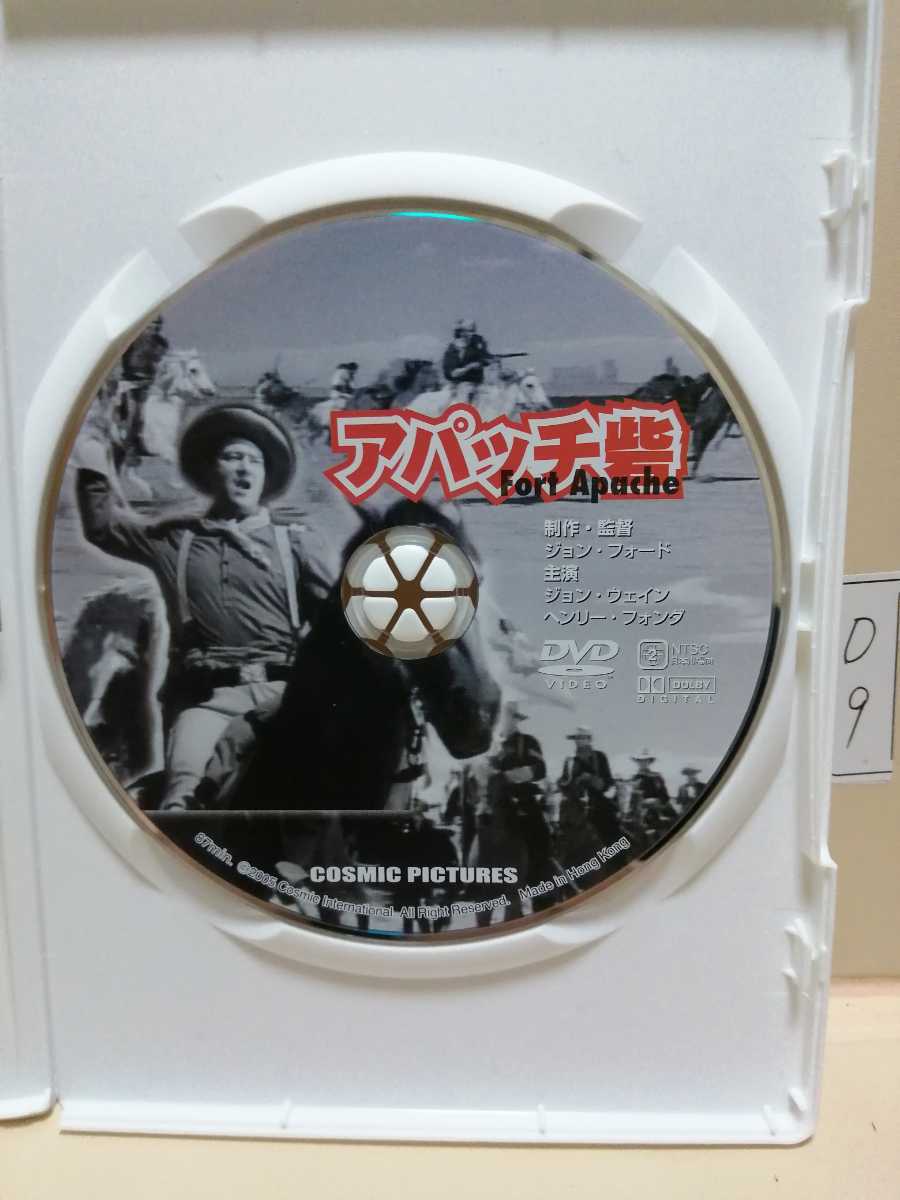 アパッチ砦
Fort Apache
制作・監督
ジョン・フォード
主演
ジョン・ウェイン
ヘンリー・フォンダ
DVD
VIDEO
2 NTSC
DOLBY
DIGITAL
COSMIC PICTURES
87min. ©2005 Cosmic International All Right Reserved. Made in Hong Kong
D
9